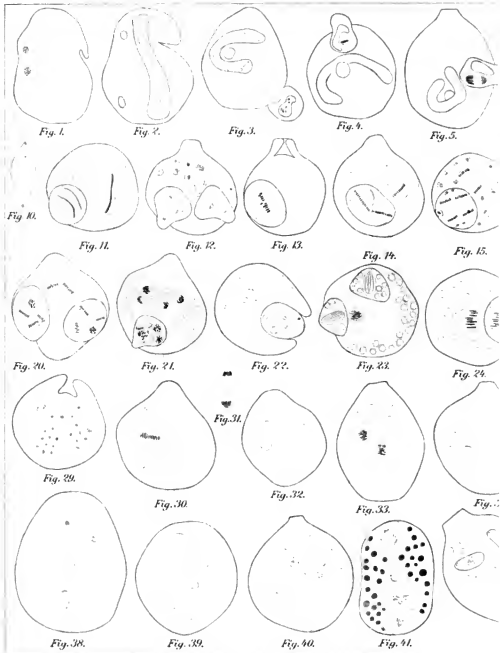 Fig. 1. Fig. 2. Fig. 3. Fig. 4. Fig. 5.
Fig. 10. Fig. 11. Fig. 12. Fig. 13. Fig. 14. Fig. 15.
Fig. 20. Fig. 21. Fig. 22. Fig. 23. Fig. 24.
Fig. 29. Fig. 30. Fig. 31. Fig. 32. Fig. 33.
Fig. 38. Fig. 39. Fig. 40. Fig. 41.